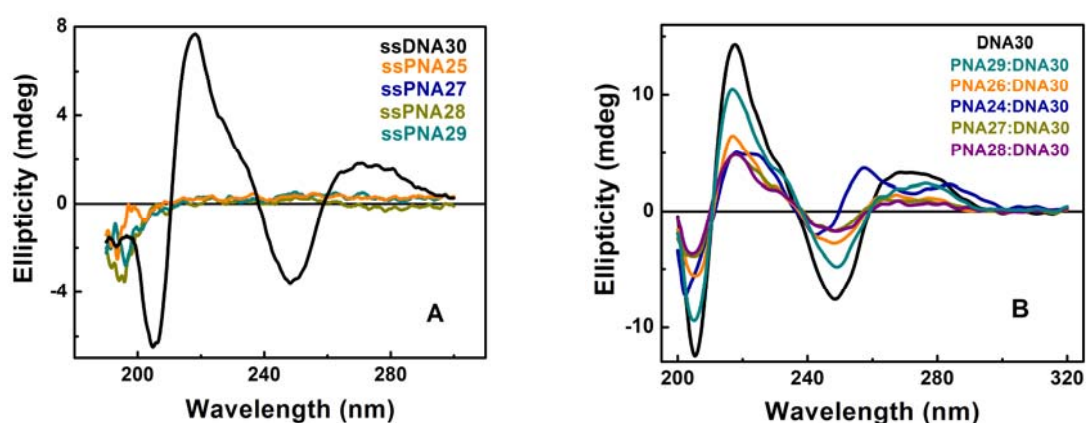 8
4
0
-4
200
240
280
Ellipticity (mdeg)
Wavelength (nm)
ssDNA30
ssPNA25
ssPNA27
ssPNA28
ssPNA29
A
10
0
-10
200
240
280
320
Ellipticity (mdeg)
Wavelength (nm)
DNA30
PNA29:DNA30
PNA26:DNA30
PNA24:DNA30
PNA27:DNA30
PNA28:DNA30
B